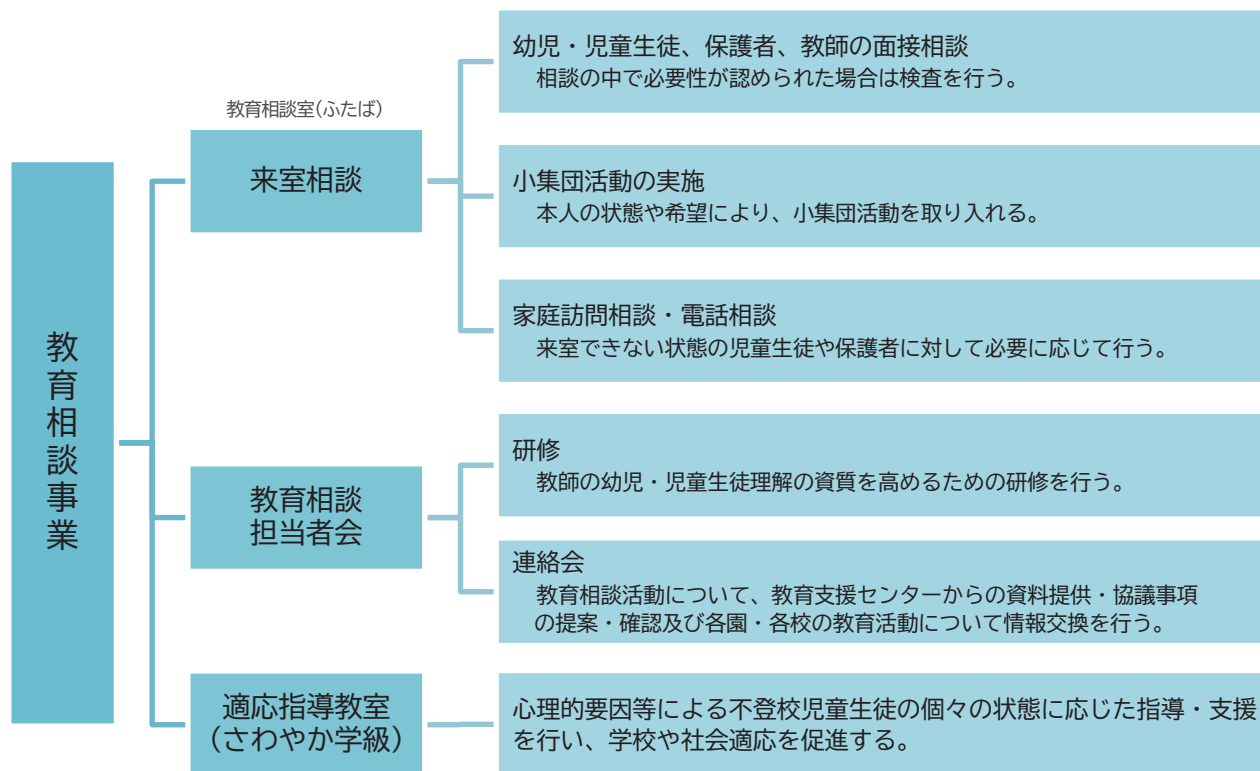 教育相談事業
教育相談室(ふたば)
来室相談
幼児・児童生徒、保護者、教師の面接相談
相談の中で必要性が認められた場合は検査を行う。
小集団活動の実施
本人の状態や希望により、小集団活動を取り入れる。
家庭訪問相談・電話相談
来室できない状態の児童生徒や保護者に対して必要に応じて行う。
教育相談
担当者会
研修
教師の幼児・児童生徒理解の資質を高めるための研修を行う。
連絡会
教育相談活動について、教育支援センターからの資料提供・協議事項
の提案・確認及び各園・各校の教育活動について情報交換を行う。
適応指導教室
(さわやか学級)
心理的要因等による不登校児童生徒の個々の状態に応じた指導・支援
を行い、学校や社会適応を促進する。